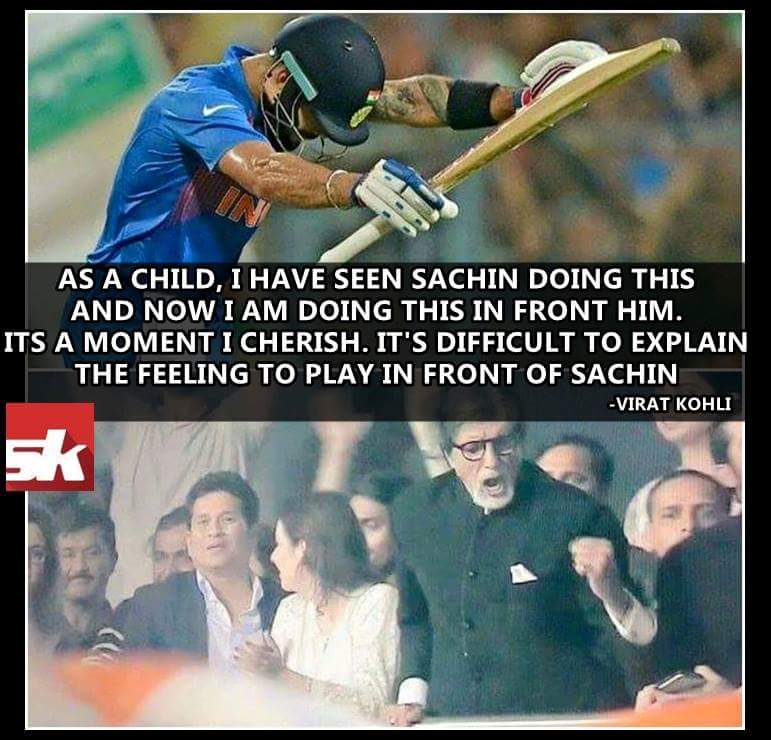 IN
AS A CHILD, I HAVE SEEN SACHIN DOING THIS
AND NOW I AM DOING THIS IN FRONT HIM.
ITS A MOMENT I CHERISH. IT'S DIFFICULT TO EXPLAIN
THE FEELING TO PLAY IN FRONT OF SACHIN
-VIRAT KOHLI
sk